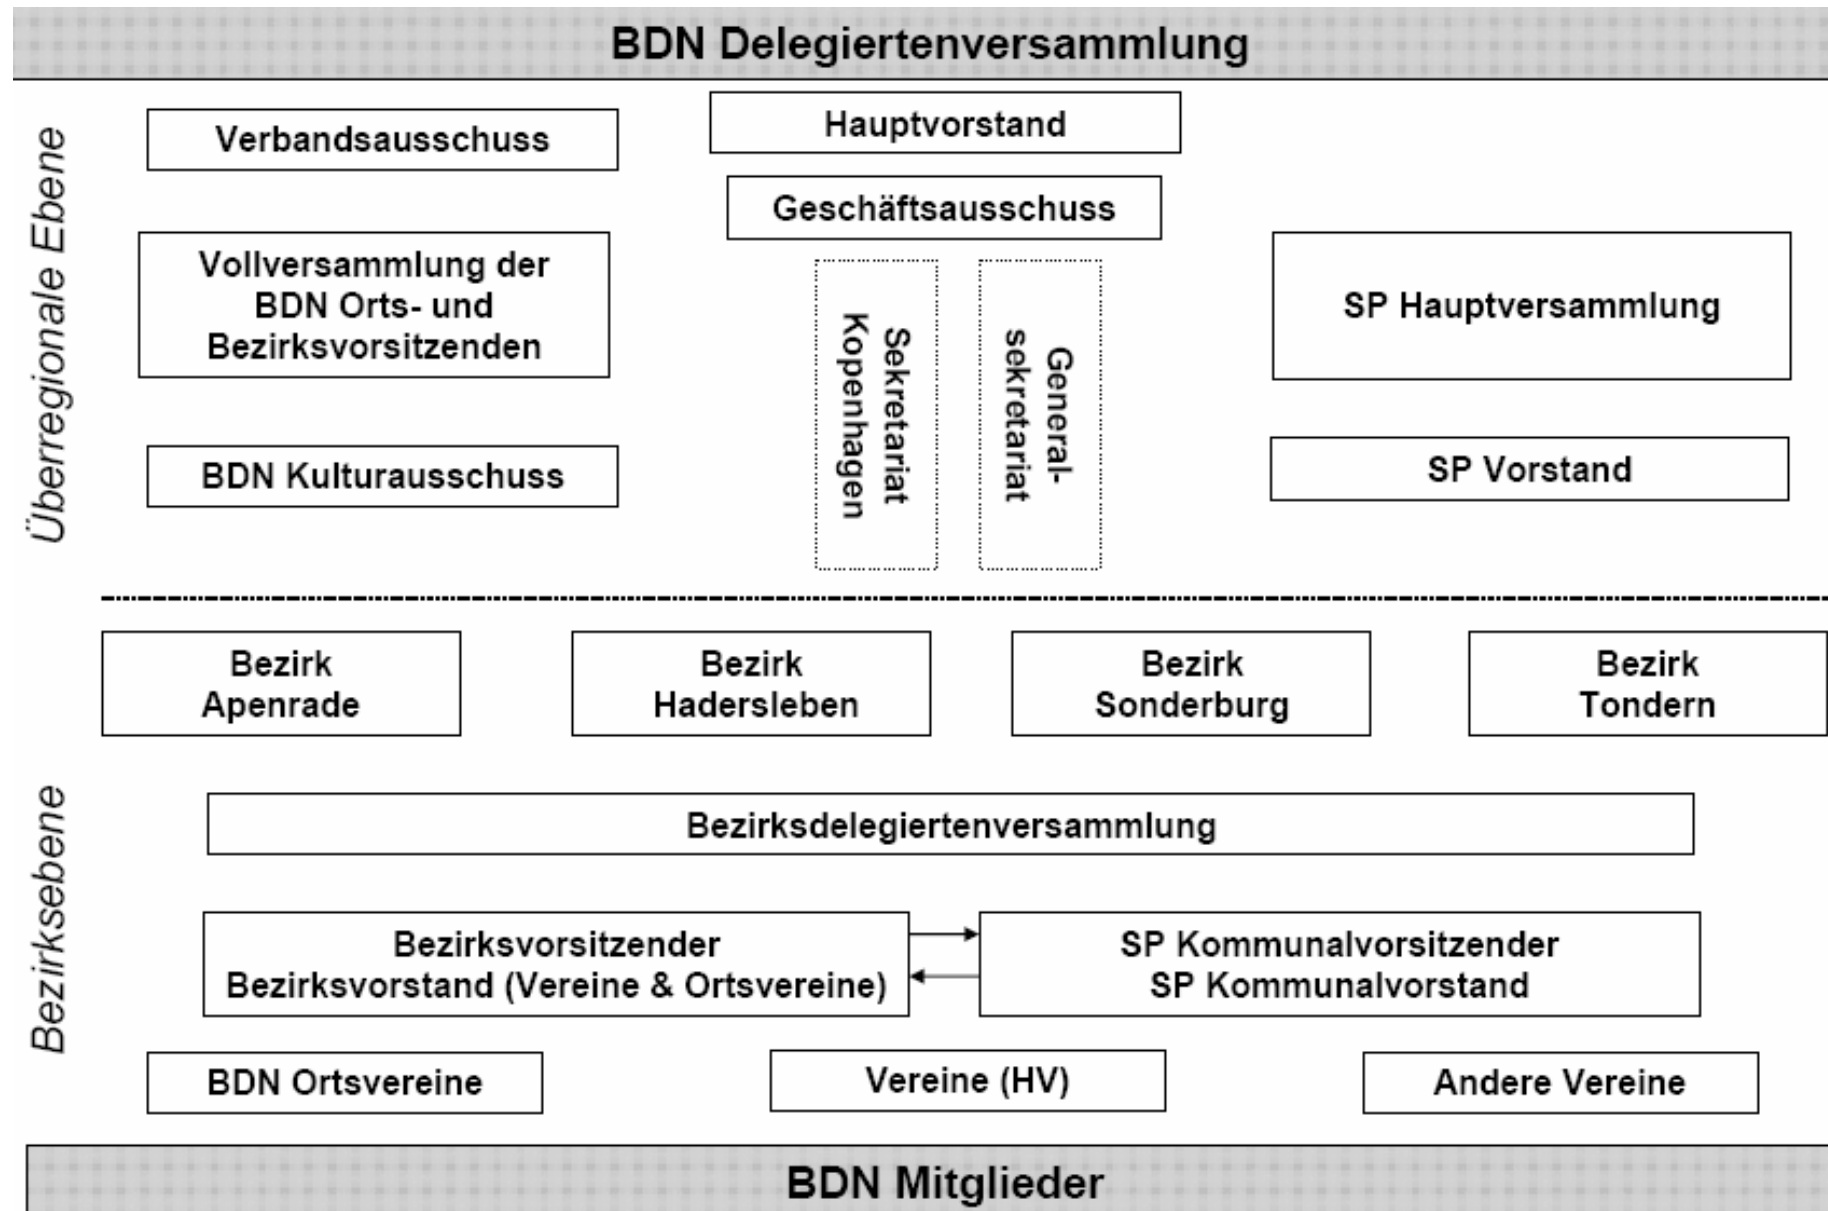 BDN Delegiertenversammlung
Überregionale Ebene
Verbandsausschuss
Hauptvorstand
Geschäftsausschuss
Vollversammlung der
BDN Orts- und
Bezirksvorsitzenden
SP Hauptversammlung
Sekretariat
Kopenhagen
General-
sekretariat
BDN Kulturausschuss
SP Vorstand
Bezirksebene
Bezirk
Apenrade
Bezirk
Hadersleben
Bezirk
Sonderburg
Bezirk
Tondern
Bezirksdelegiertenversammlung
Bezirksvorsitzender
Bezirksvorstand (Vereine & Ortsvereine)
SP Kommunalvorsitzender
SP Kommunalvorstand
BDN Ortsvereine
Vereine (HV)
Andere Vereine
BDN Mitglieder